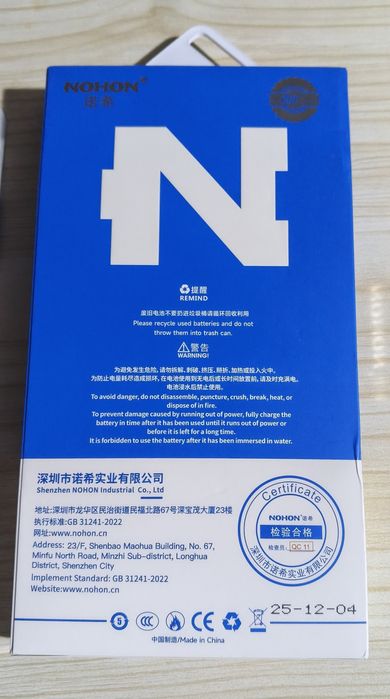 NOHON®
诺希
N
提醒
REMIND
废旧电池不要扔进垃圾桶请循环回收利用
Please recycle used batteries and do not
throw them into trash can.
警告
WARNING!
为避免发生危险, 请勿拆卸、刺破、挤压、弯折、加热或投入火中。
为防止电量耗尽造成损坏, 在电池使用到无电后或长时间放置前, 请及时充满电。
电池浸水后禁止使用。
To avoid danger, do not disassemble, puncture, crush, break, heat, or
dispose of in fire.
To prevent damage caused by running out of power, fully charge the
battery in time after it has been used until it runs out of power or
before it is left for a long time.
It is forbidden to use the battery after it has been immersed in water.
深圳市诺希实业有限公司
Shenzhen NOHON Industrial Co., Ltd
地址:深圳市龙华区民治街道民福北路67号深宝茂大厦23楼
执行标准:GB 31241-2022
网址:www.nohon.cn
Address: 23/F, Shenbao Maohua Building, No. 67,
Minfu North Road, Minzhi Sub-district, Longhua
District, Shenzhen City
Implement Standard: GB 31241-2022
Website:www.nohon.cn
Certificate
NOHON® 诺希
检验合格
检查员: QC 11
深圳市诺希实业有限公司
5
CCC
CE
25-12-04
中国制造/Made in China